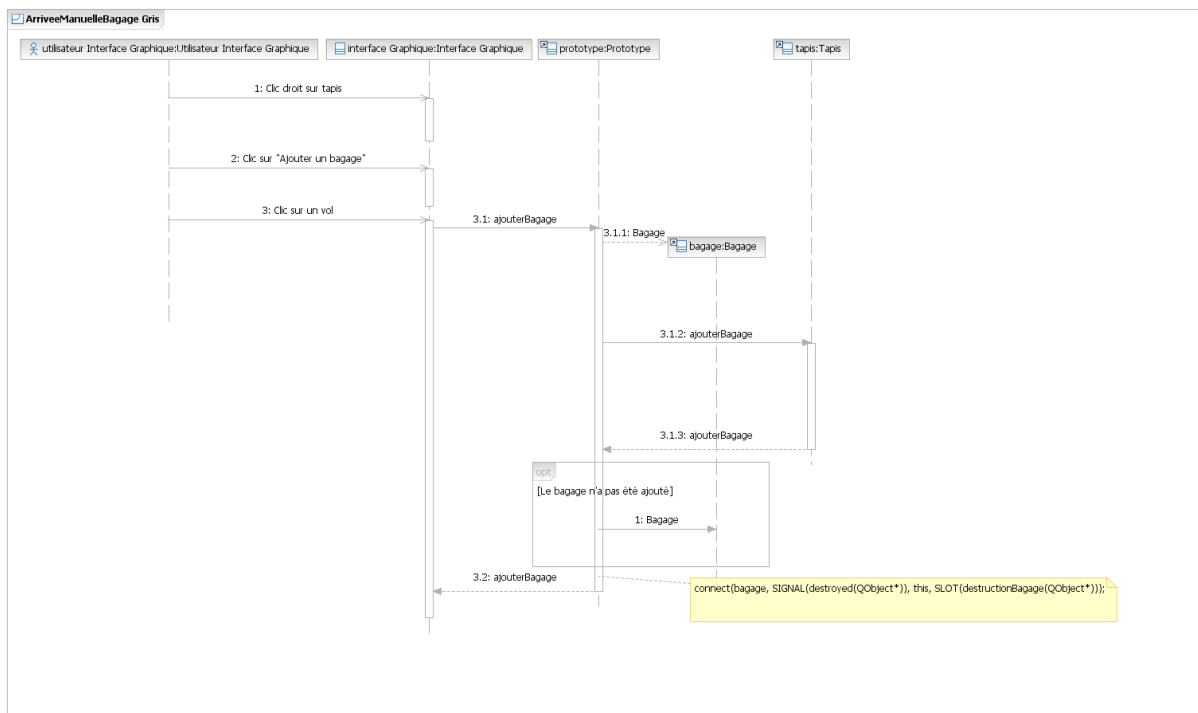 ArriveeManuelleBagage Gris
utilisateur Interface Graphique:Utilisateur Interface Graphique
interface Graphique:Interface Graphique
prototype:Prototype
tapis:Tapis
1: Clic droit sur tapis
2: Clic sur "Ajouter un bagage"
3: Clic sur un vol
3.1: ajouterBagage
3.1.1: Bagage
bagage:Bagage
3.1.2: ajouterBagage
3.1.3: ajouterBagage
opt
[Le bagage n'a pas été ajouté]
1: Bagage
3.2: ajouterBagage
connect(bagage, SIGNAL(destroyed(QObject*)), this, SLOT(destructionBagage(QObject*)));